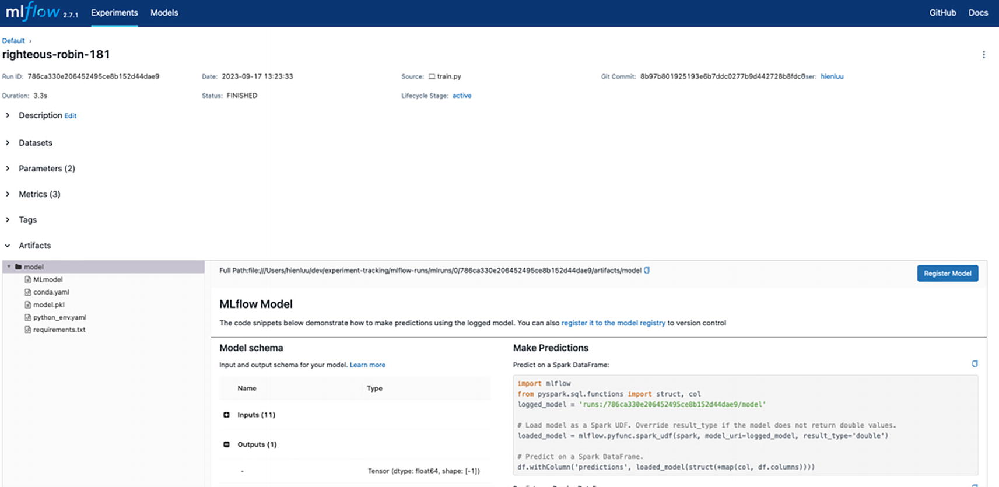 mlflow 2.7.1 Experiments Models GitHub Docs
Default ›
righteous-robin-181
Run ID: 786ca330e206452495ce8b152d44dae9 Date: 2023-09-17 13:23:33 Source: train.py Git Commit: 8b97b801925193e6b7ddc0277b9d442728b8fdc User: hienluu
Duration: 3.3s Status: FINISHED Lifecycle Stage: active
Description Edit
Datasets
Parameters (2)
Metrics (3)
Tags
Artifacts
model
MLmodel
conda.yaml
model.pkl
python_env.yaml
requirements.txt
Full Path:file:///Users/hienluu/dev/experiment-tracking/mlflow-runs/mlruns/0/786ca330e206452495ce8b152d44dae9/artifacts/model
Register Model
MLflow Model
The code snippets below demonstrate how to make predictions using the logged model. You can also register it to the model registry to version control
Model schema
Input and output schema for your model. Learn more
Name Type
Inputs (11)
Outputs (1)
- Tensor (dtype: float64, shape: [-1])
Make Predictions
Predict on a Spark DataFrame:
import mlflow
from pyspark.sql.functions import struct, col
logged_model = 'runs:/786ca330e206452495ce8b152d44dae9/model'
# Load model as a Spark UDF. Override result_type if the model does not return double values.
loaded_model = mlflow.pyfunc.spark_udf(spark, model_uri=logged_model, result_type='double')
# Predict on a Spark DataFrame.
df.withColumn('predictions', loaded_model(struct(*map(col, df.columns))))